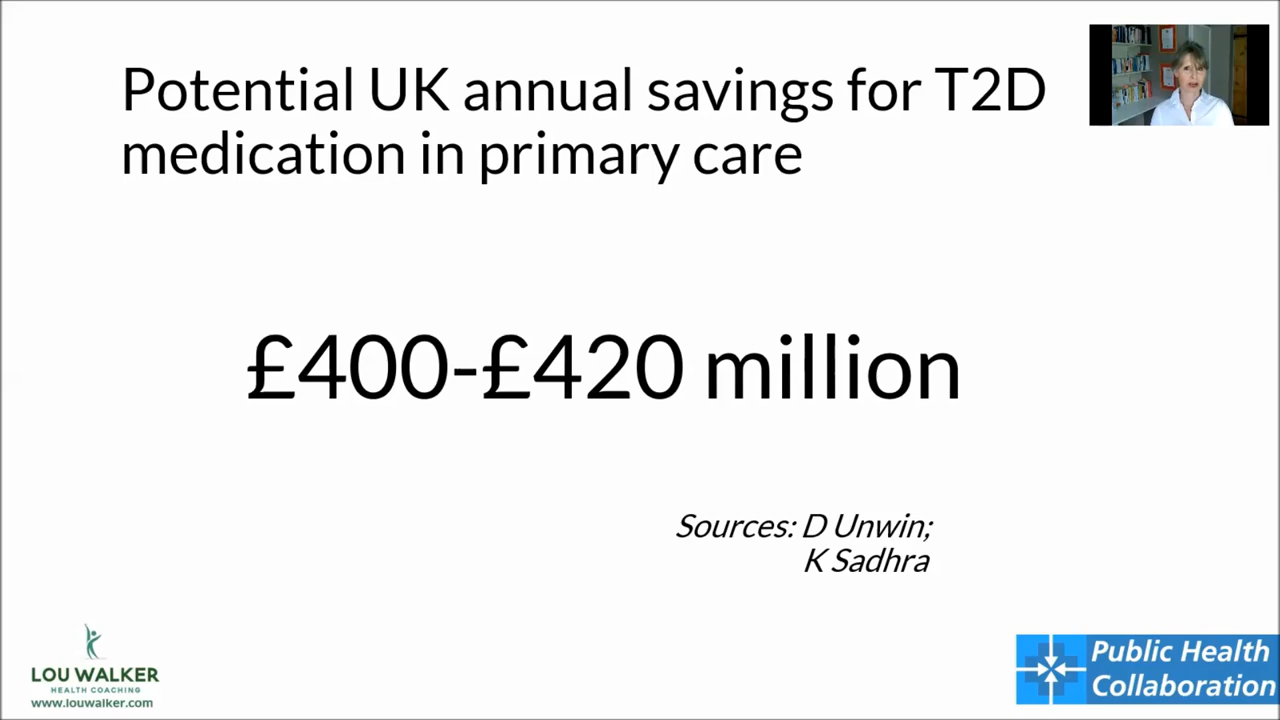 Potential UK annual savings for T2D
medication in primary care
£400-£420 million
Sources: D Unwin;
K Sadhra
LOU WALKER
HEALTH COACHING
www.louwalker.com
Public Health
Collaboration